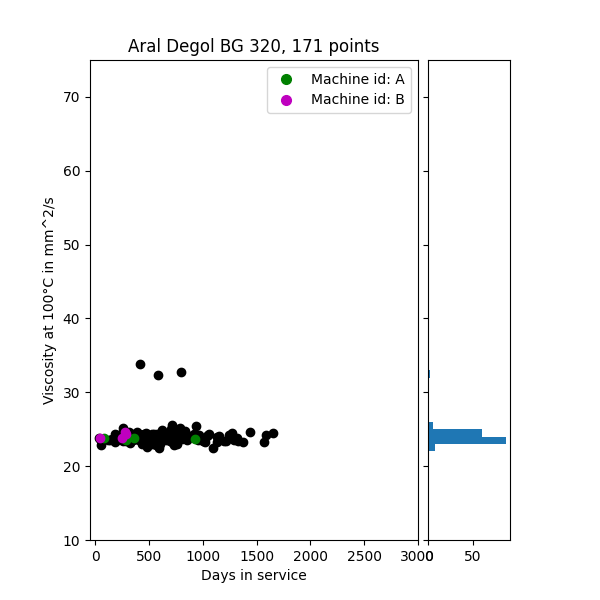 Aral Degol BG 320, 171 points
Machine id: A
Machine id: B
Viscosity at 100°C in mm^2/s
70
60
50
40
30
20
10
0 500 1000 1500 2000 2500 3000
0 50
Days in service